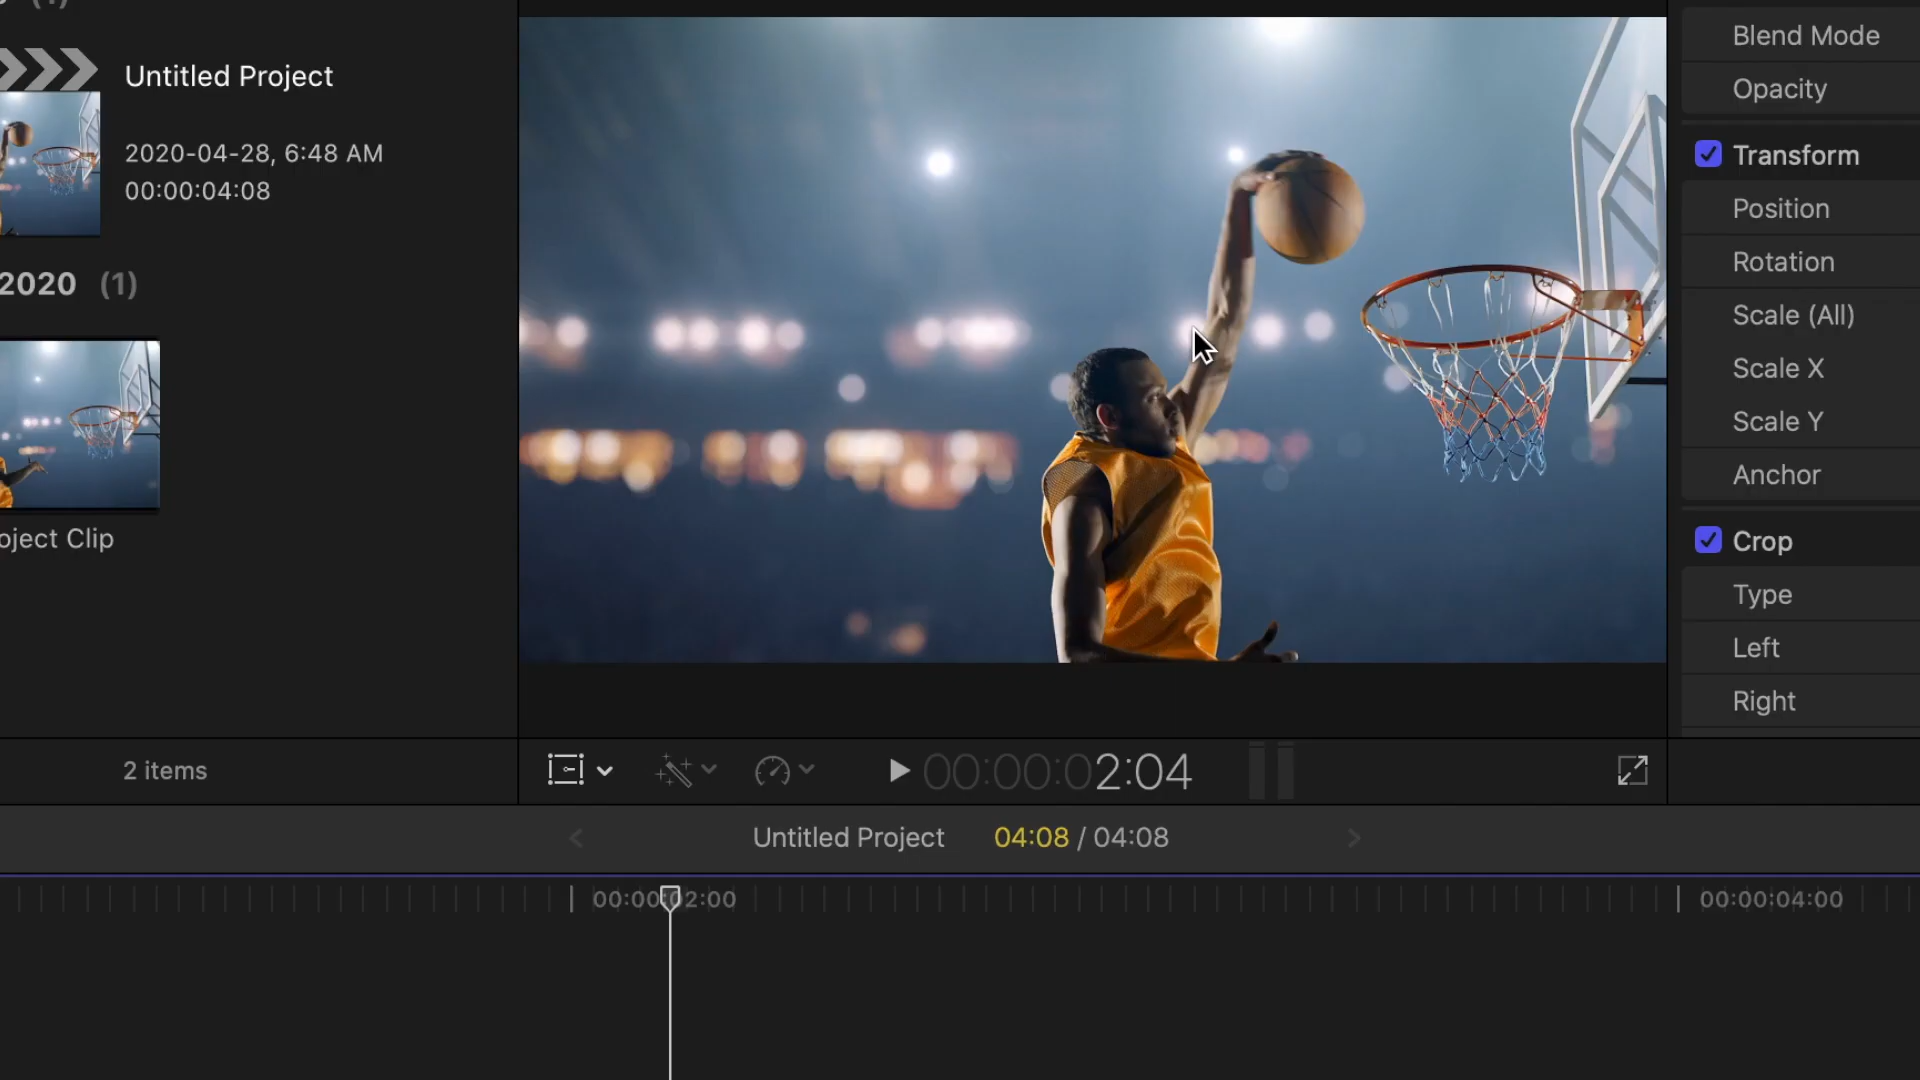 (1)
Untitled Project
2020-04-28, 6:48 AM
00:00:04:08
2020 (1)
oject Clip
2 items
00:00:02:04
Untitled Project 04:08 / 04:08
00:00:02:00
00:00:04:00
Blend Mode
Opacity
Transform
Position
Rotation
Scale (All)
Scale X
Scale Y
Anchor
Crop
Type
Left
Right